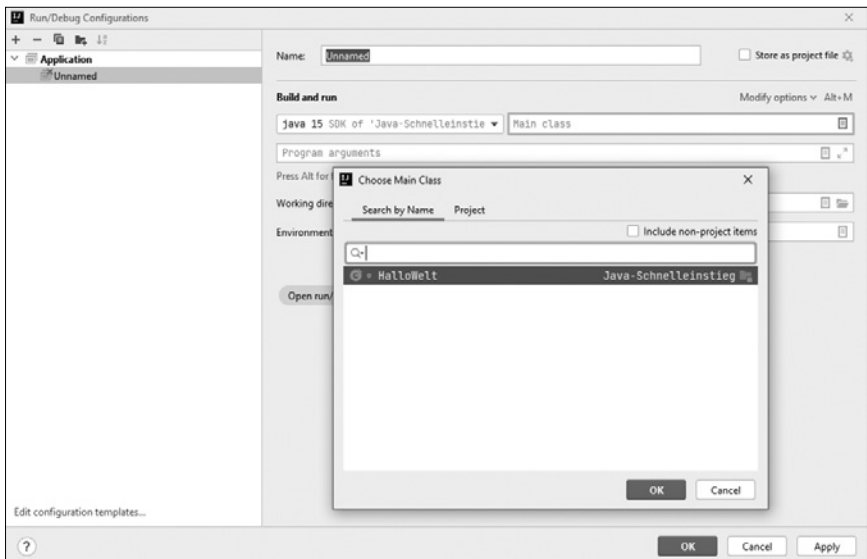 Run/Debug Configurations
Application
Unnamed
Name: Unnamed
Store as project file
Build and run
Modify options Alt+M
java 15 SDK of 'Java-Schnelleinstie
Main class
Program arguments
Press Alt for
Working dire
Environment
Open run/
Choose Main Class
Search by Name Project
Include non-project items
HalloWelt Java-Schnelleinstieg
OK Cancel
Edit configuration templates...
? OK Cancel Apply